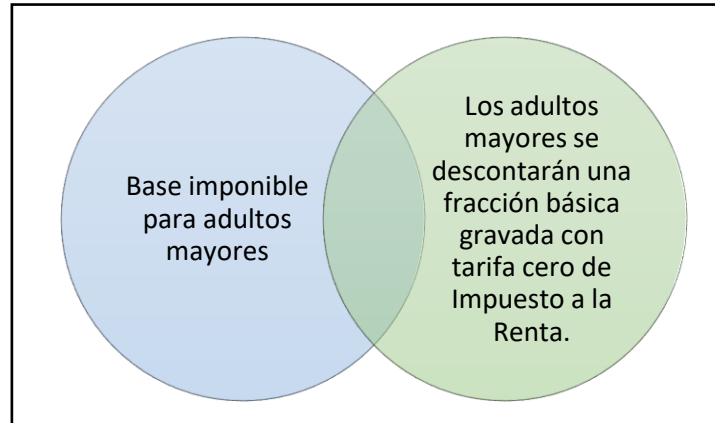 Base imponible
para adultos
mayores
Los adultos
mayores se
descontarán una
fracción básica
gravada con
tarifa cero de
Impuesto a la
Renta.